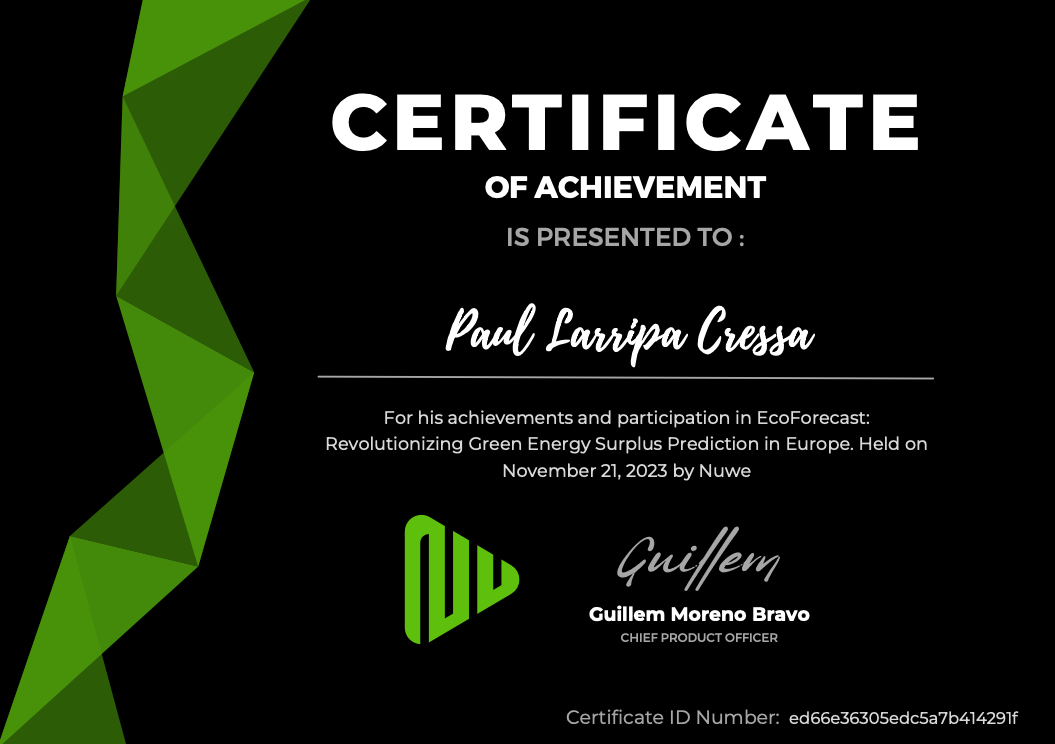 CERTIFICATE
OF ACHIEVEMENT
IS PRESENTED TO :
Paul Larripa Cressa
For his achievements and participation in EcoForecast:
Revolutionizing Green Energy Surplus Prediction in Europe. Held on
November 21, 2023 by Nuwe
Guillem
Guillem Moreno Bravo
CHIEF PRODUCT OFFICER
Certificate ID Number: ed66e36305edc5a7b414291f